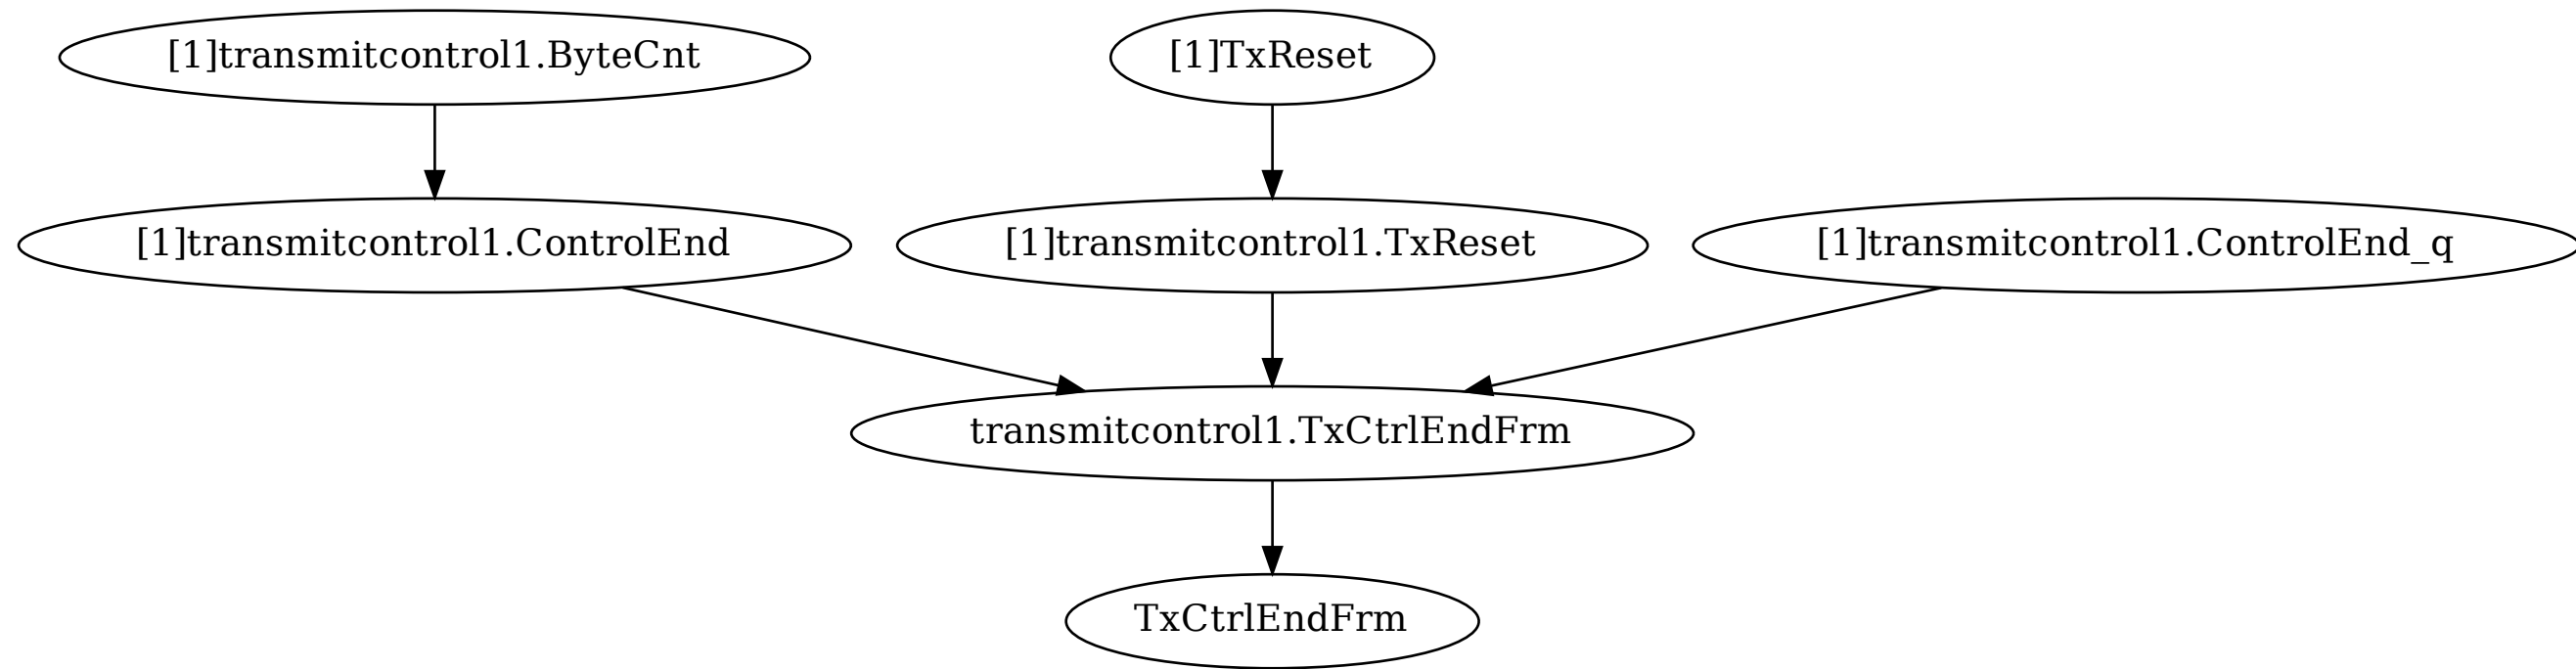 [1]transmitcontrol1.ByteCnt
[1]TxReset
[1]transmitcontrol1.ControlEnd
[1]transmitcontrol1.TxReset
[1]transmitcontrol1.ControlEnd_q
transmitcontrol1.TxCtrlEndFrm
TxCtrlEndFrm